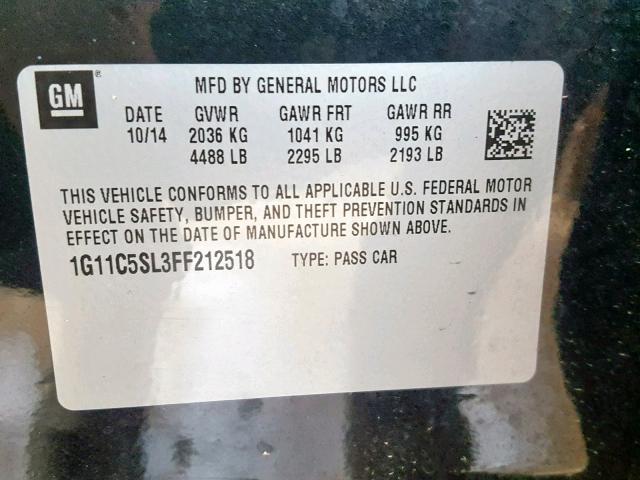 GM ®
MFD BY GENERAL MOTORS LLC
DATE GVWR GAWR FRT GAWR RR
10/14 2036 KG 1041 KG 995 KG
4488 LB 2295 LB 2193 LB
THIS VEHICLE CONFORMS TO ALL APPLICABLE U.S. FEDERAL MOTOR
VEHICLE SAFETY, BUMPER, AND THEFT PREVENTION STANDARDS IN
EFFECT ON THE DATE OF MANUFACTURE SHOWN ABOVE.
1G11C5SL3FF212518 TYPE: PASS CAR